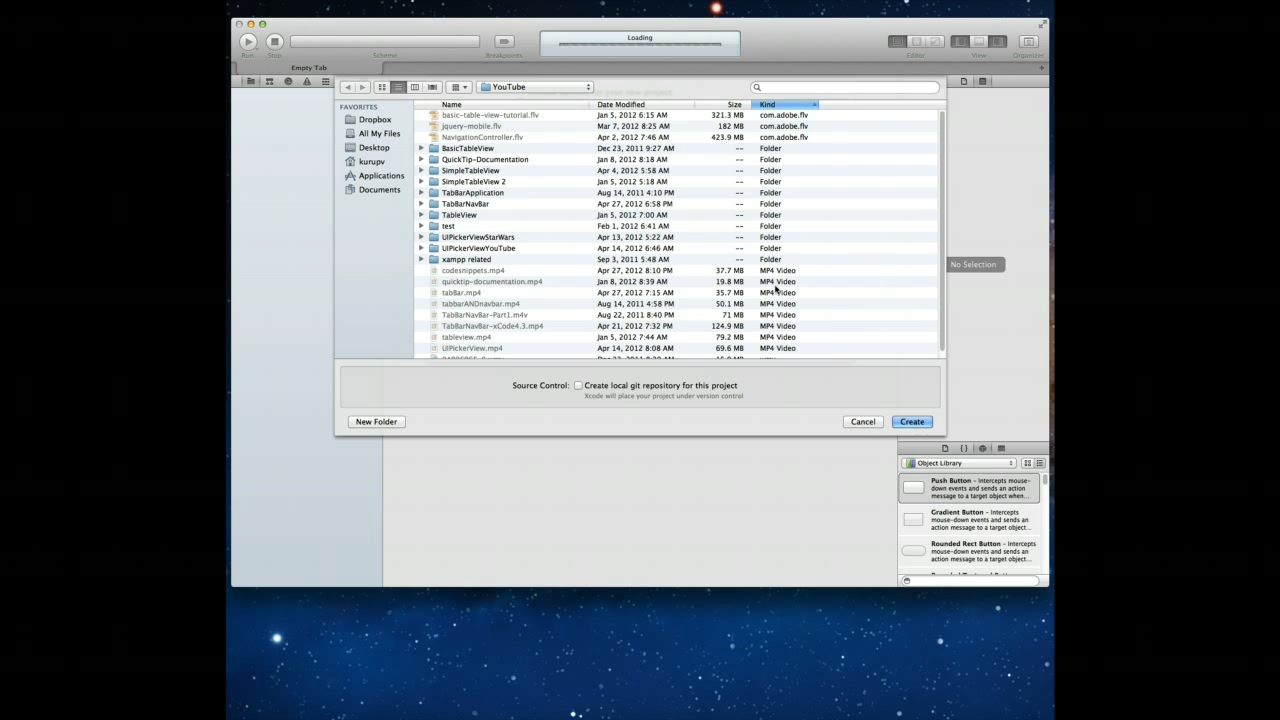 Loading
Run Stop Scheme Breakpoints Editor View Organizer
Empty Tab
YouTube
FAVORITES
Dropbox
All My Files
Desktop
kurupv
Applications
Documents
Name Date Modified Size Kind
basic-table-view-tutorial.flv Jan 5, 2012 6:15 AM 321.3 MB com.adobe.flv
jquery-mobile.flv Mar 7, 2012 8:25 AM 182 MB com.adobe.flv
NavigationController.flv Apr 2, 2012 7:46 AM 423.9 MB com.adobe.flv
BasicTableView Dec 23, 2011 9:27 AM -- Folder
QuickTip-Documentation Jan 8, 2012 8:18 AM -- Folder
SimpleTableView Apr 4, 2012 5:58 AM -- Folder
SimpleTableView 2 Jan 5, 2012 5:18 AM -- Folder
TabBarApplication Aug 14, 2011 4:10 PM -- Folder
TabBarNavBar Apr 27, 2012 6:58 PM -- Folder
TableView Jan 5, 2012 7:00 AM -- Folder
test Feb 1, 2012 6:41 AM -- Folder
UIPickerViewStarWars Apr 13, 2012 5:22 AM -- Folder
UIPickerViewYouTube Apr 14, 2012 6:46 AM -- Folder
xampp related Sep 3, 2011 5:48 AM -- Folder
codesnippets.mp4 Apr 27, 2012 8:10 PM 37.7 MB MP4 Video
quicktip-documentation.mp4 Jan 8, 2012 8:39 AM 19.8 MB MP4 Video
tabBar.mp4 Apr 27, 2012 7:15 AM 35.7 MB MP4 Video
tabbarANDnavbar.mp4 Aug 14, 2011 4:58 PM 50.1 MB MP4 Video
TabBarNavBar-Part1.m4v Aug 22, 2011 8:40 PM 71 MB MP4 Video
TabBarNavBar-xCode4.3.mp4 Apr 21, 2012 7:32 PM 124.9 MB MP4 Video
tableview.mp4 Jan 5, 2012 7:44 AM 79.2 MB MP4 Video
UIPickerView.mp4 Apr 14, 2012 8:08 AM 69.6 MB MP4 Video
No Selection
Source Control: Create local git repository for this project
Xcode will place your project under version control
New Folder Cancel Create
{ }
Object Library
Push Button – Intercepts mouse-
down events and sends an action
message to a target object when...
Gradient Button – Intercepts
mouse-down events and sends an
action message to a target object...
Rounded Rect Button – Intercepts
mouse-down events and sends an
action message to a target object...